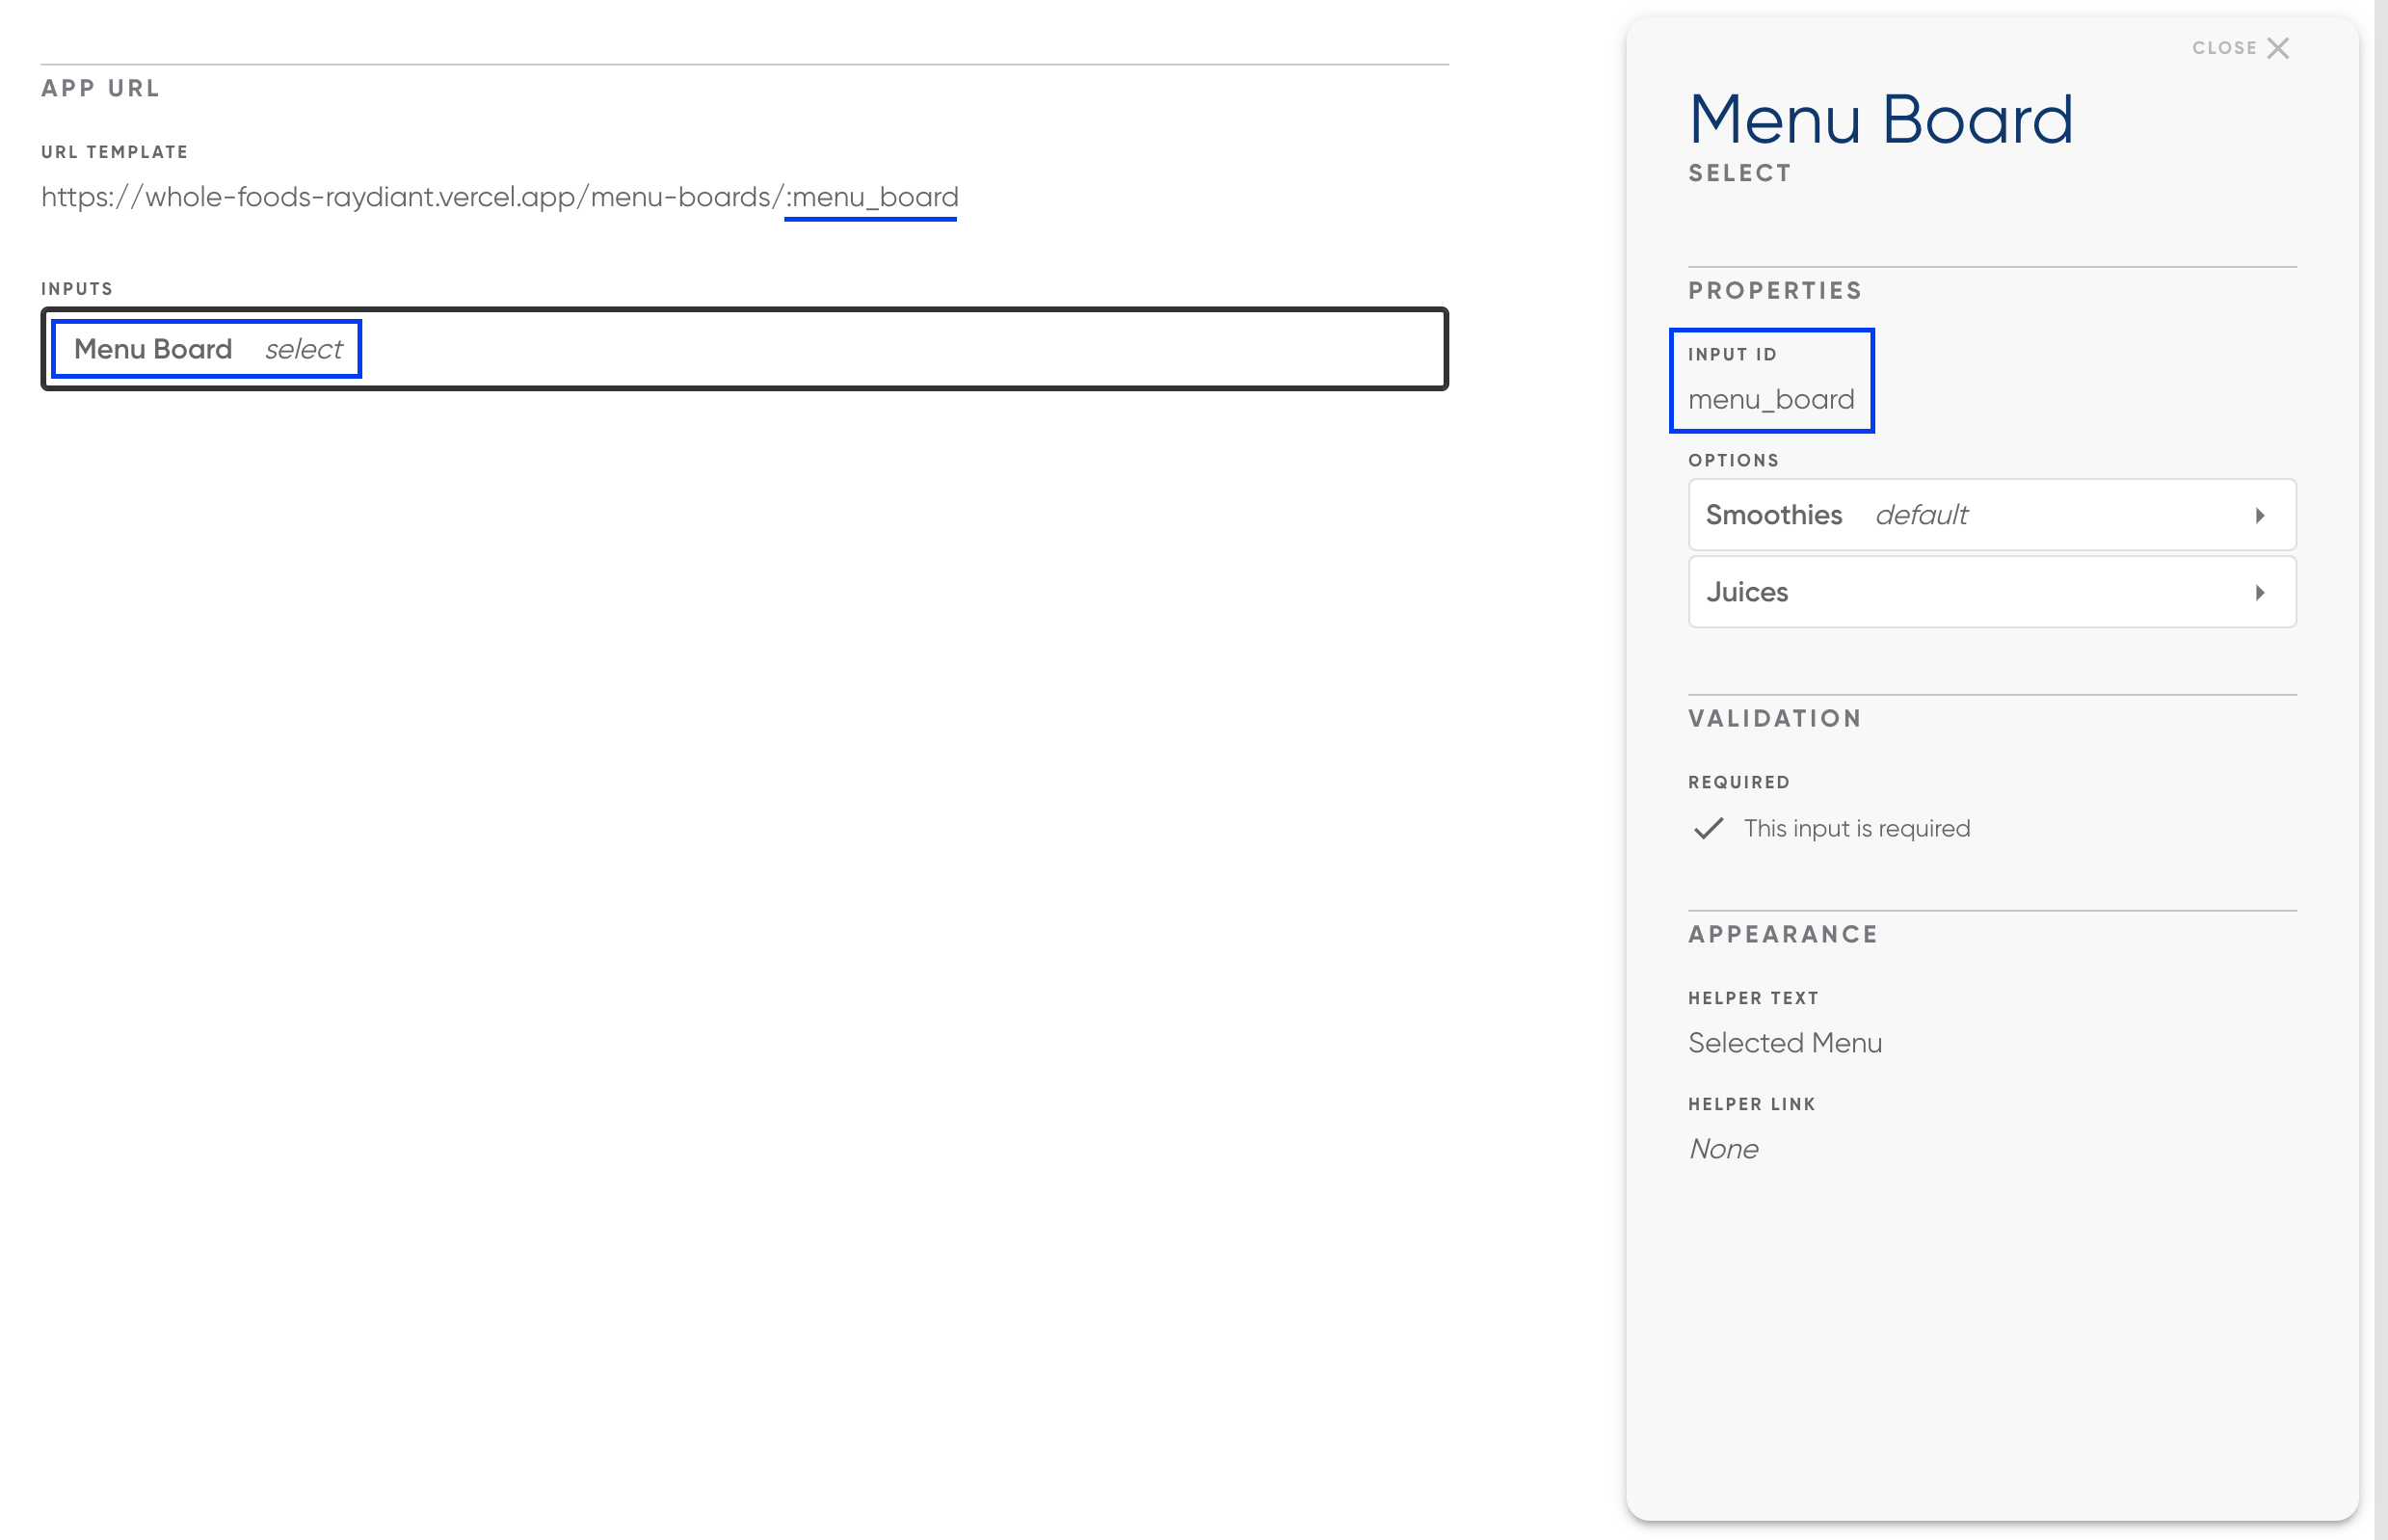 APP URL
URL TEMPLATE
https://whole-foods-raydiant.vercel.app/menu-boards/:menu_board
INPUTS
Menu Board select
CLOSE
Menu Board
SELECT
PROPERTIES
INPUT ID
menu_board
OPTIONS
Smoothies default
Juices
VALIDATION
REQUIRED
This input is required
APPEARANCE
HELPER TEXT
Selected Menu
HELPER LINK
None